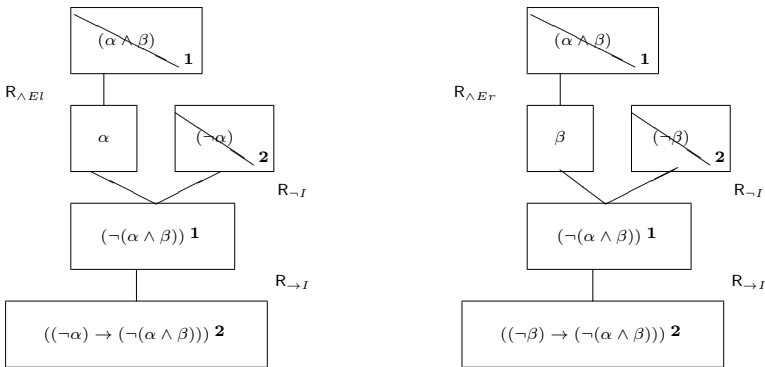 (α ∧ β) 1
R∧El
α
(¬α) 2
R¬I
(¬(α ∧ β)) 1
R→I
((¬α) → (¬(α ∧ β))) 2
(α ∧ β) 1
R∧Er
β
(¬β) 2
R¬I
(¬(α ∧ β)) 1
R→I
((¬β) → (¬(α ∧ β))) 2